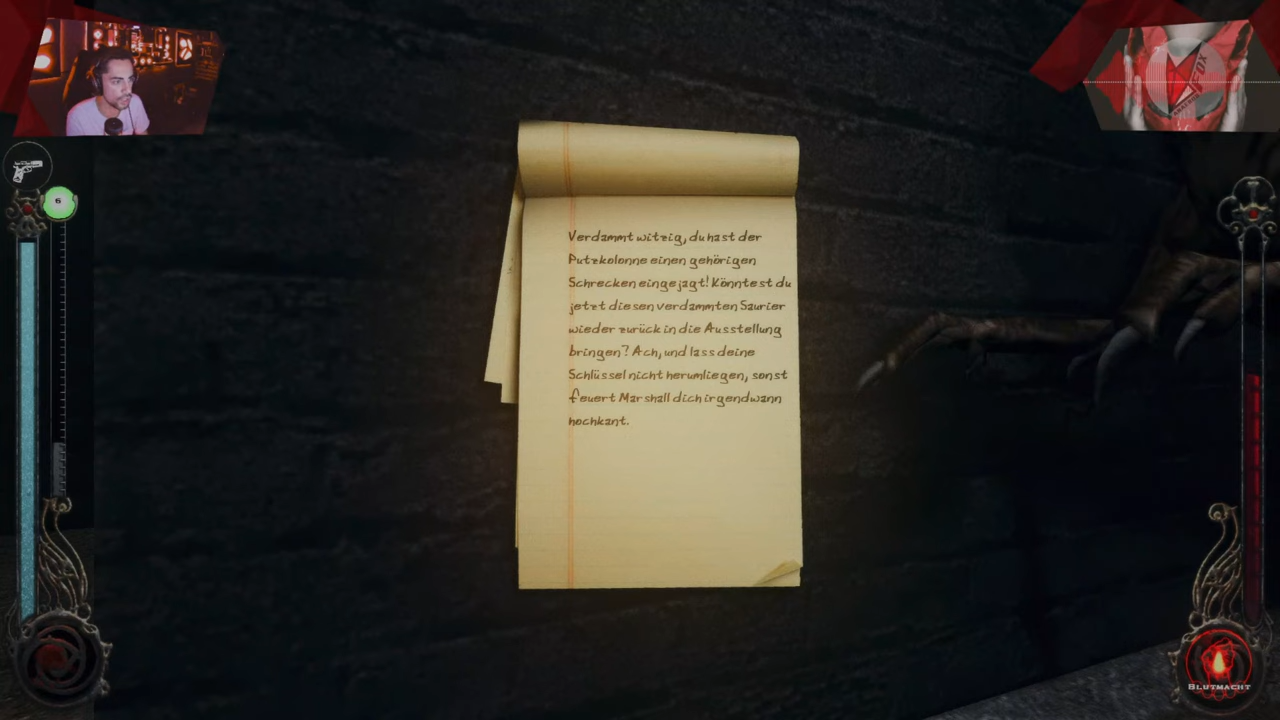 6
Verdammt witzig, du hast der
Putzkolonne einen gehörigen
Schrecken eingejagt! Könntest du
jetzt diesen verdammten Saurier
wieder zurück in die Ausstellung
bringen? Ach, und lass deine
Schlüssel nicht herumliegen, sonst
feuert Marshall dich irgendwann
hochkant.
BLUTMACHT